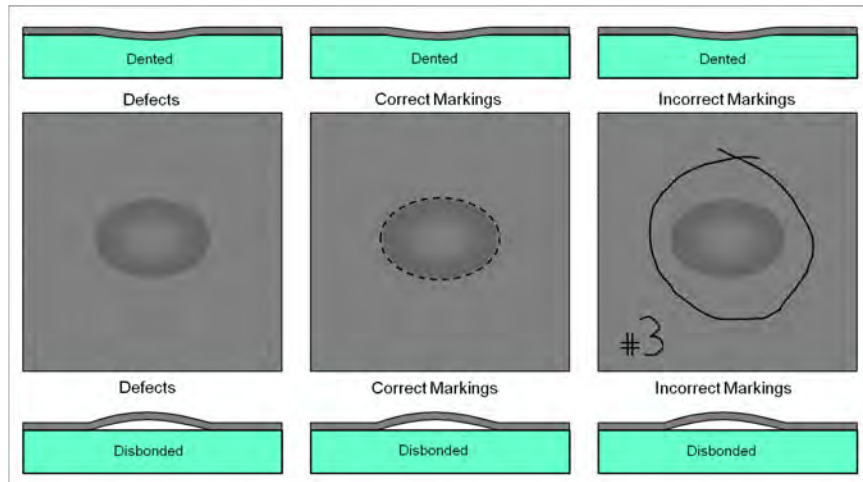 Dented Dented Dented
Defects Correct Markings Incorrect Markings
#3
Defects Correct Markings Incorrect Markings
Disbonded Disbonded Disbonded